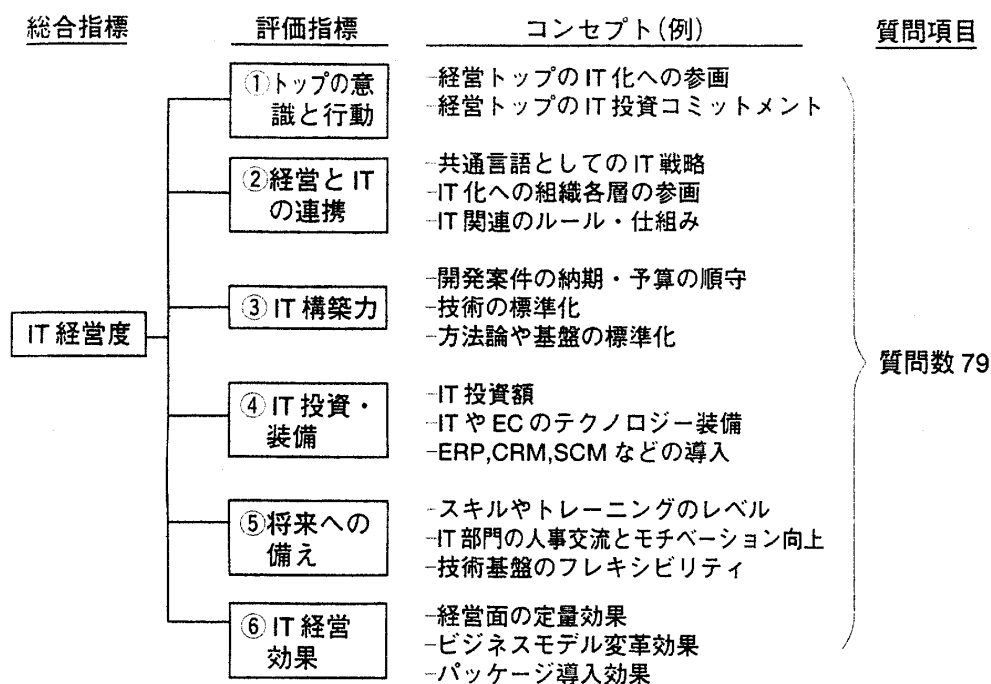 総合指標 評価指標 コンセプト(例) 質問項目
①トップの意
識と行動
-経営トップのIT化への参画
-経営トップのIT投資コミットメント
②経営とIT
の連携
-共通言語としてのIT戦略
-IT化への組織各層の参画
-IT関連のルール・仕組み
③IT構築力
-開発案件の納期・予算の順守
-技術の標準化
-方法論や基盤の標準化
IT経営度
質問数79
④IT投資・
装備
-IT投資額
-ITやECのテクノロジー装備
-ERP,CRM,SCMなどの導入
⑤将来への
備え
-スキルやトレーニングのレベル
-IT部門の人事交流とモチベーション向上
-技術基盤のフレキシビリティ
⑥IT経営
効果
-経営面の定量効果
-ビジネスモデル変革効果
-パッケージ導入効果